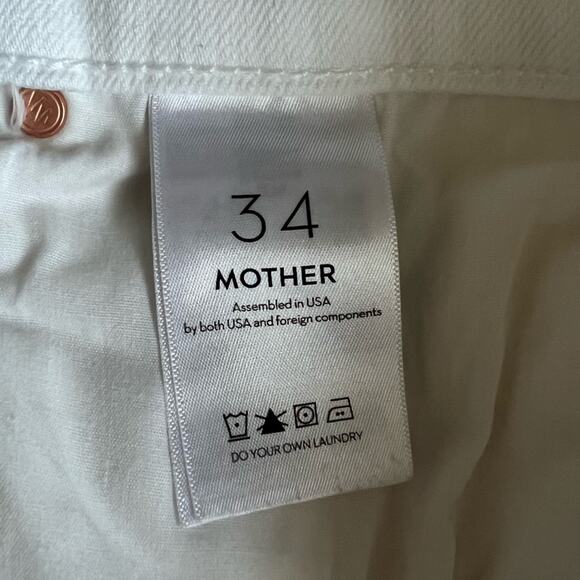 34
MOTHER
Assembled in USA
by both USA and foreign components
DO YOUR OWN LAUNDRY